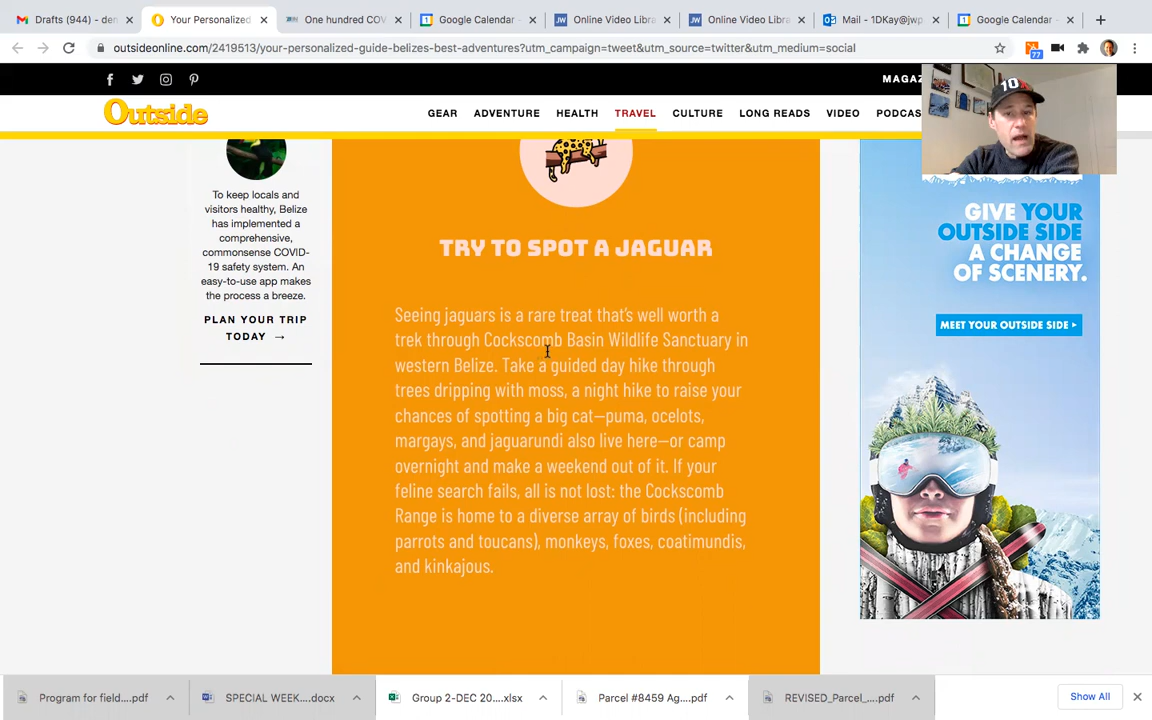 Drafts (944) - den
Your Personalized
One hundred COV
Google Calendar -
Online Video Libra
Online Video Libra
Mail - 1DKay@jwp
Google Calendar -
outsideonline.com/2419513/your-personalized-guide-belizes-best-adventures?utm_campaign=tweet&utm_source=twitter&utm_medium=social
77
MAGAZ
Outside
GEAR ADVENTURE HEALTH TRAVEL CULTURE LONG READS VIDEO PODCAS
10
To keep locals and
visitors healthy, Belize
has implemented a
comprehensive,
commonsense COVID-
19 safety system. An
easy-to-use app makes
the process a breeze.
PLAN YOUR TRIP
TODAY →
TRY TO SPOT A JAGUAR
Seeing jaguars is a rare treat that's well worth a
trek through Cockscomb Basin Wildlife Sanctuary in
western Belize. Take a guided day hike through
trees dripping with moss, a night hike to raise your
chances of spotting a big cat—puma, ocelots,
margays, and jaguarundi also live here—or camp
overnight and make a weekend out of it. If your
feline search fails, all is not lost: the Cockscomb
Range is home to a diverse array of birds (including
parrots and toucans), monkeys, foxes, coatimundis,
and kinkajous.
GIVE YOUR
OUTSIDE SIDE
A CHANGE
OF SCENERY.
MEET YOUR OUTSIDE SIDE ▸
Program for field....pdf
SPECIAL WEEK....docx
Group 2-DEC 20....xlsx
Parcel #8459 Ag....pdf
REVISED_Parcel_....pdf
Show All